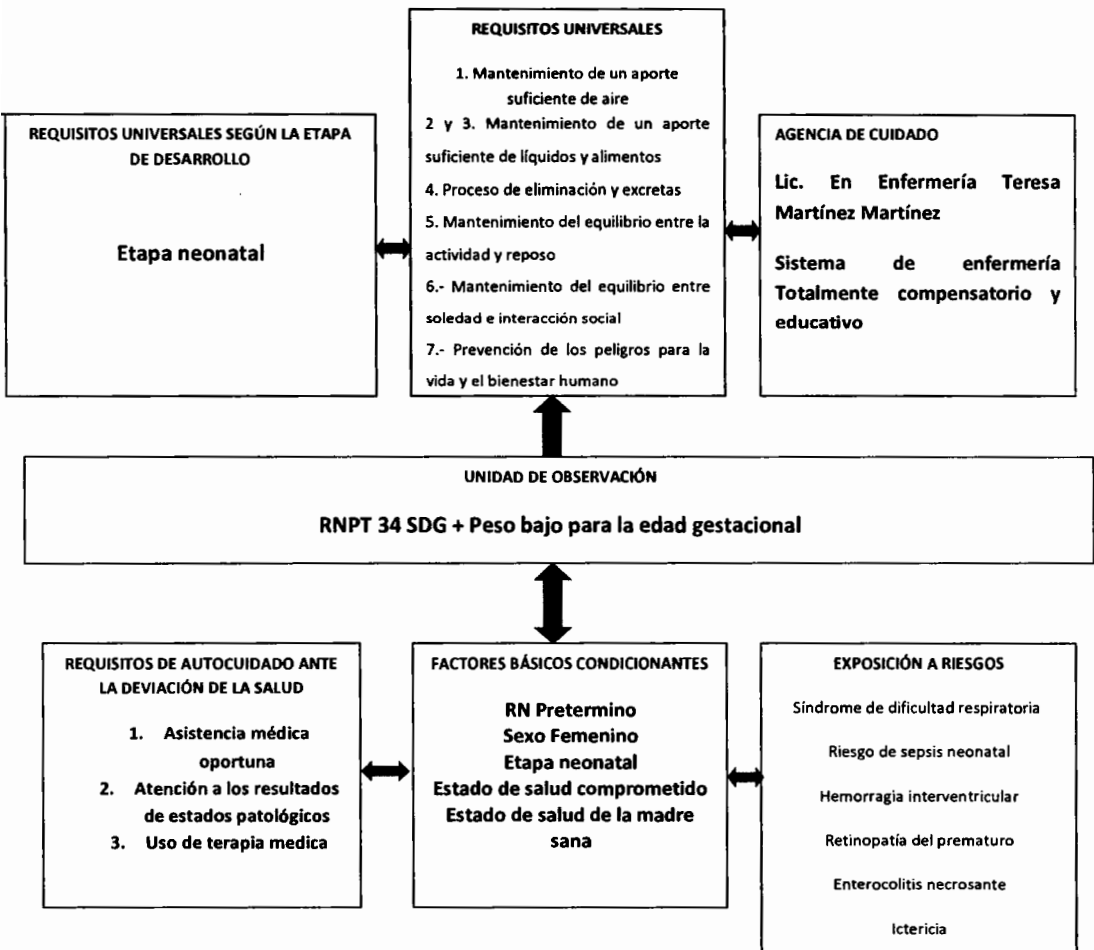 REQUISITOS UNIVERSALES SEGÚN LA ETAPA
DE DESARROLLO
Etapa neonatal
REQUISITOS UNIVERSALES
1. Mantenimiento de un aporte
suficiente de aire
2 y 3. Mantenimiento de un aporte
suficiente de líquidos y alimentos
4. Proceso de eliminación y excretas
5. Mantenimiento del equilibrio entre la
actividad y reposo
6.- Mantenimiento del equilibrio entre
soledad e interacción social
7.- Prevención de los peligros para la
vida y el bienestar humano
AGENCIA DE CUIDADO
Lic. En Enfermería Teresa
Martínez Martínez
Sistema de enfermería
Totalmente compensatorio y
educativo
UNIDAD DE OBSERVACIÓN
RNPT 34 SDG + Peso bajo para la edad gestacional
REQUISITOS DE AUTOCUIDADO ANTE
LA DEVIACIÓN DE LA SALUD
1. Asistencia médica
oportuna
2. Atención a los resultados
de estados patológicos
3. Uso de terapia medica
FACTORES BÁSICOS CONDICIONANTES
RN Pretermino
Sexo Femenino
Etapa neonatal
Estado de salud comprometido
Estado de salud de la madre
sana
EXPOSICIÓN A RIESGOS
Síndrome de dificultad respiratoria
Riesgo de sepsis neonatal
Hemorragia interventricular
Retinopatía del prematuro
Enterocolitis necrosante
Ictericia